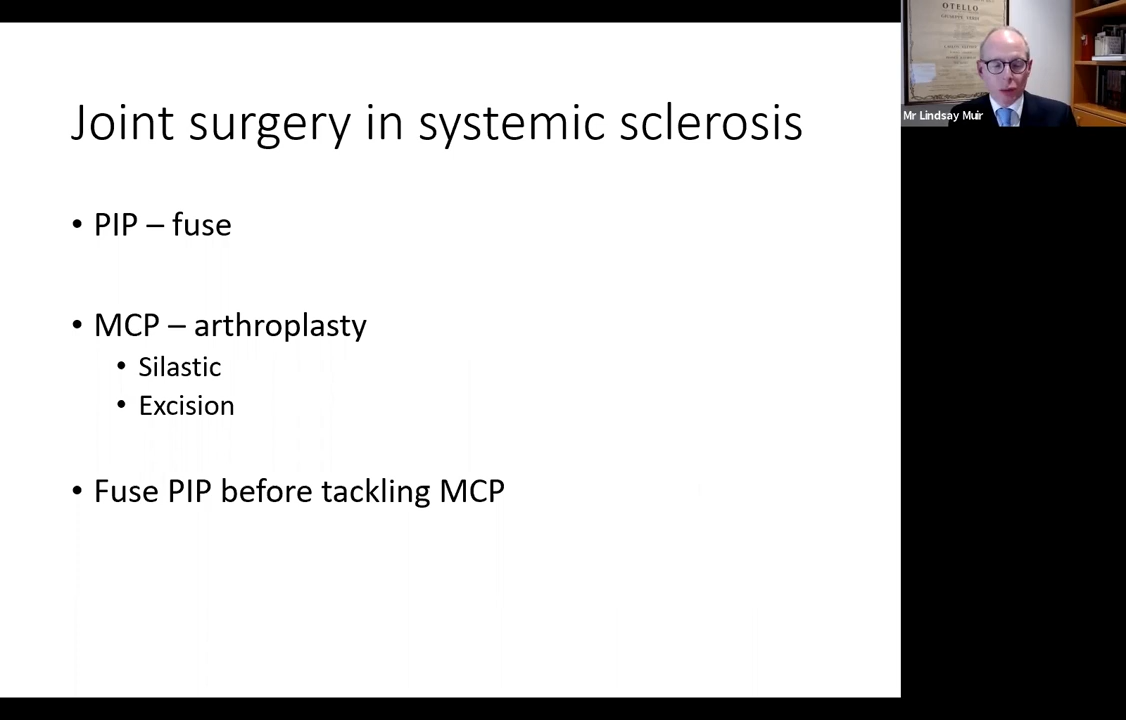 Joint surgery in systemic sclerosis
• PIP – fuse
• MCP – arthroplasty
• Silastic
• Excision
• Fuse PIP before tackling MCP
OTELLO
Mr Lindsay Muir